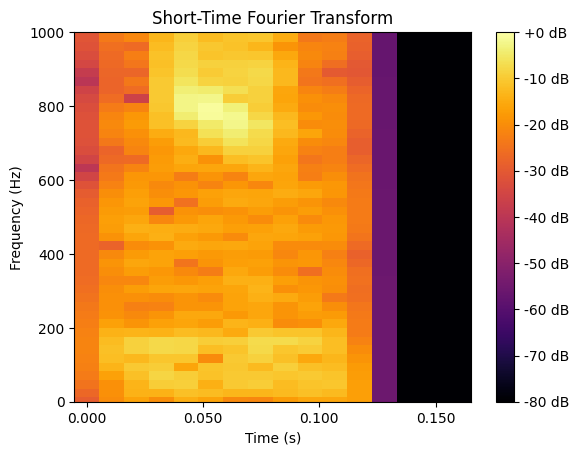 Short-Time Fourier Transform
1000
800
600
400
200
0
Frequency (Hz)
0.000
0.050
0.100
0.150
Time (s)
+0 dB
-10 dB
-20 dB
-30 dB
-40 dB
-50 dB
-60 dB
-70 dB
-80 dB